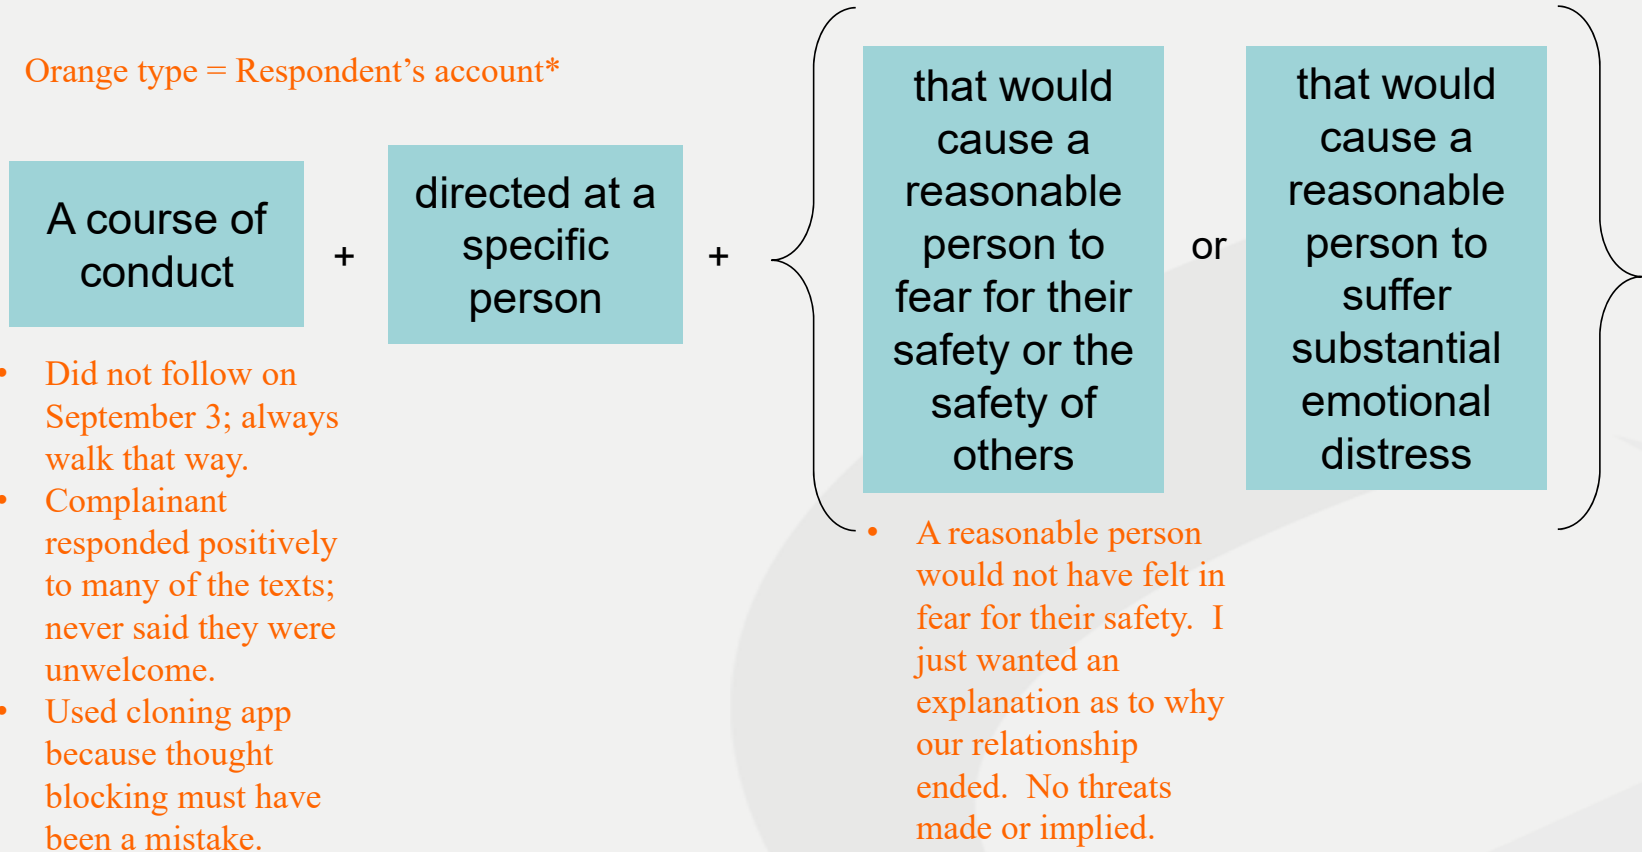 Orange type = Respondent’s account*
A course of
conduct
+
directed at a
specific
person
+
that would
cause a
reasonable
person to
fear for their
safety or the
safety of
others
or
that would
cause a
reasonable
person to
suffer
substantial
emotional
distress
• Did not follow on
September 3; always
walk that way.
• Complainant
responded positively
to many of the texts;
never said they were
unwelcome.
• Used cloning app
because thought
blocking must have
been a mistake.
• A reasonable person
would not have felt in
fear for their safety.  I
just wanted an
explanation as to why
our relationship
ended.  No threats
made or implied.